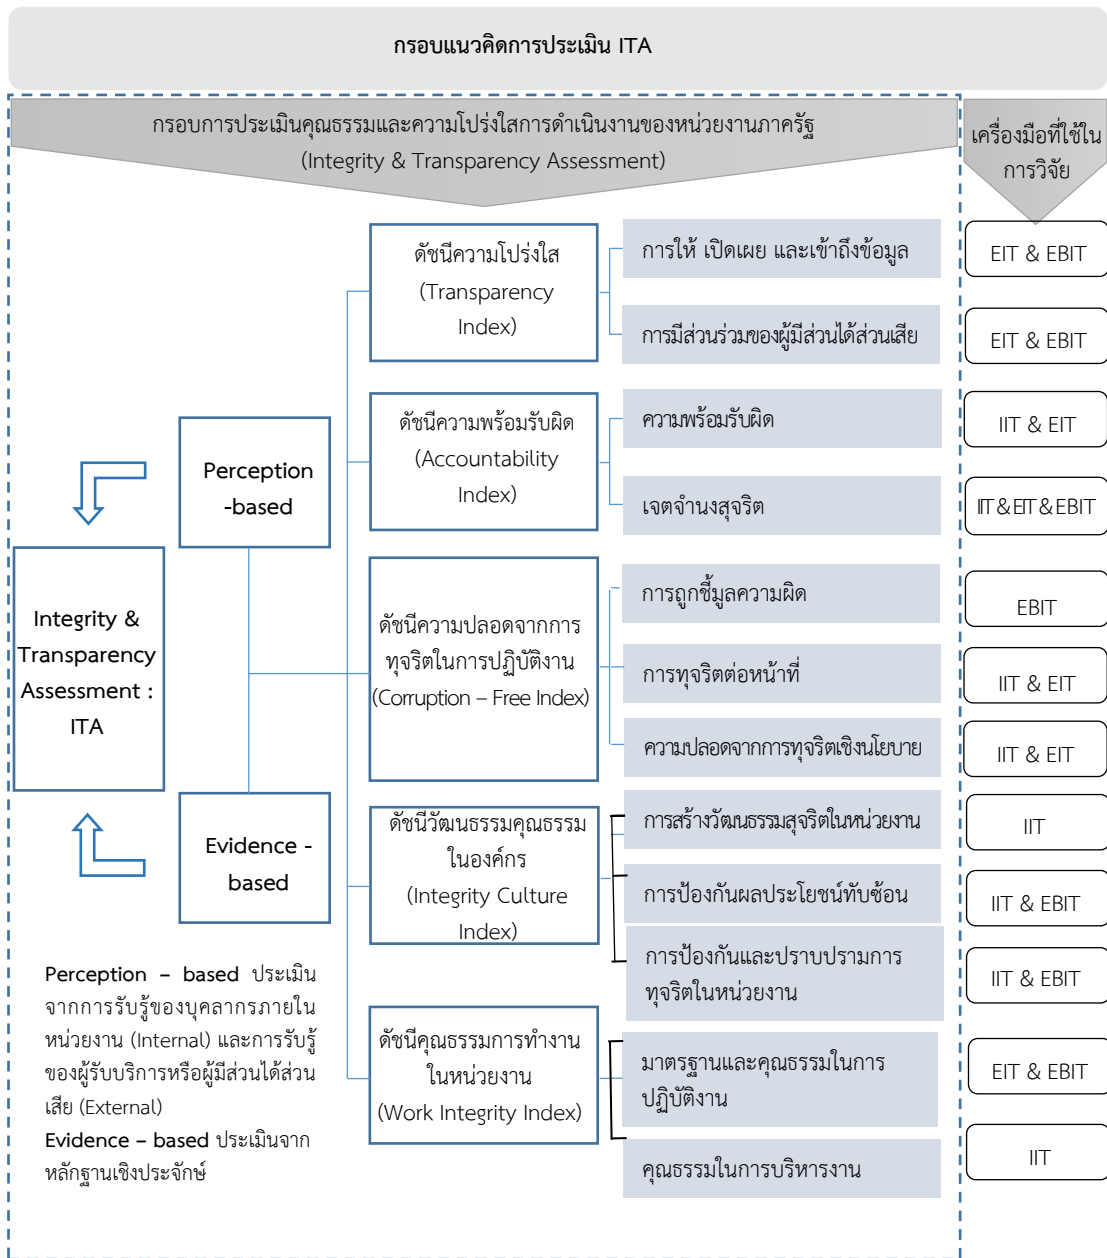 กรอบแนวคิดการประเมิน ITA
กรอบการประเมินคุณธรรมและความโปร่งใสการดำเนินงานของหน่วยงานภาครัฐ
(Integrity & Transparency Assessment)
เครื่องมือที่ใช้ใน
การวิจัย
Integrity &
Transparency
Assessment :
ITA
Perception
-based
Evidence -
based
ดัชนีความโปร่งใส
(Transparency
Index)
การให้ เปิดเผย และเข้าถึงข้อมูล
EIT & EBIT
การมีส่วนร่วมของผู้มีส่วนได้ส่วนเสีย
EIT & EBIT
ดัชนีความพร้อมรับผิด
(Accountability
Index)
ความพร้อมรับผิด
IIT & EIT
เจตจำนงสุจริต
IIT & EIT & EBIT
ดัชนีความปลอดจากการ
ทุจริตในการปฏิบัติงาน
(Corruption – Free Index)
การถูกชี้มูลความผิด
EBIT
การทุจริตต่อหน้าที่
IIT & EIT
ความปลอดจากการทุจริตเชิงนโยบาย
IIT & EIT
ดัชนีวัฒนธรรมคุณธรรม
ในองค์กร
(Integrity Culture
Index)
การสร้างวัฒนธรรมสุจริตในหน่วยงาน
IIT
การป้องกันผลประโยชน์ทับซ้อน
IIT & EBIT
การป้องกันและปราบปรามการ
ทุจริตในหน่วยงาน
IIT & EBIT
ดัชนีคุณธรรมการทำงาน
ในหน่วยงาน
(Work Integrity Index)
มาตรฐานและคุณธรรมในการ
ปฏิบัติงาน
EIT & EBIT
คุณธรรมในการบริหารงาน
IIT
Perception – based ประเมิน
จากการรับรู้ของบุคลากรภายใน
หน่วยงาน (Internal) และการรับรู้
ของผู้รับบริการหรือผู้มีส่วนได้ส่วน
เสีย (External)
Evidence – based ประเมินจาก
หลักฐานเชิงประจักษ์